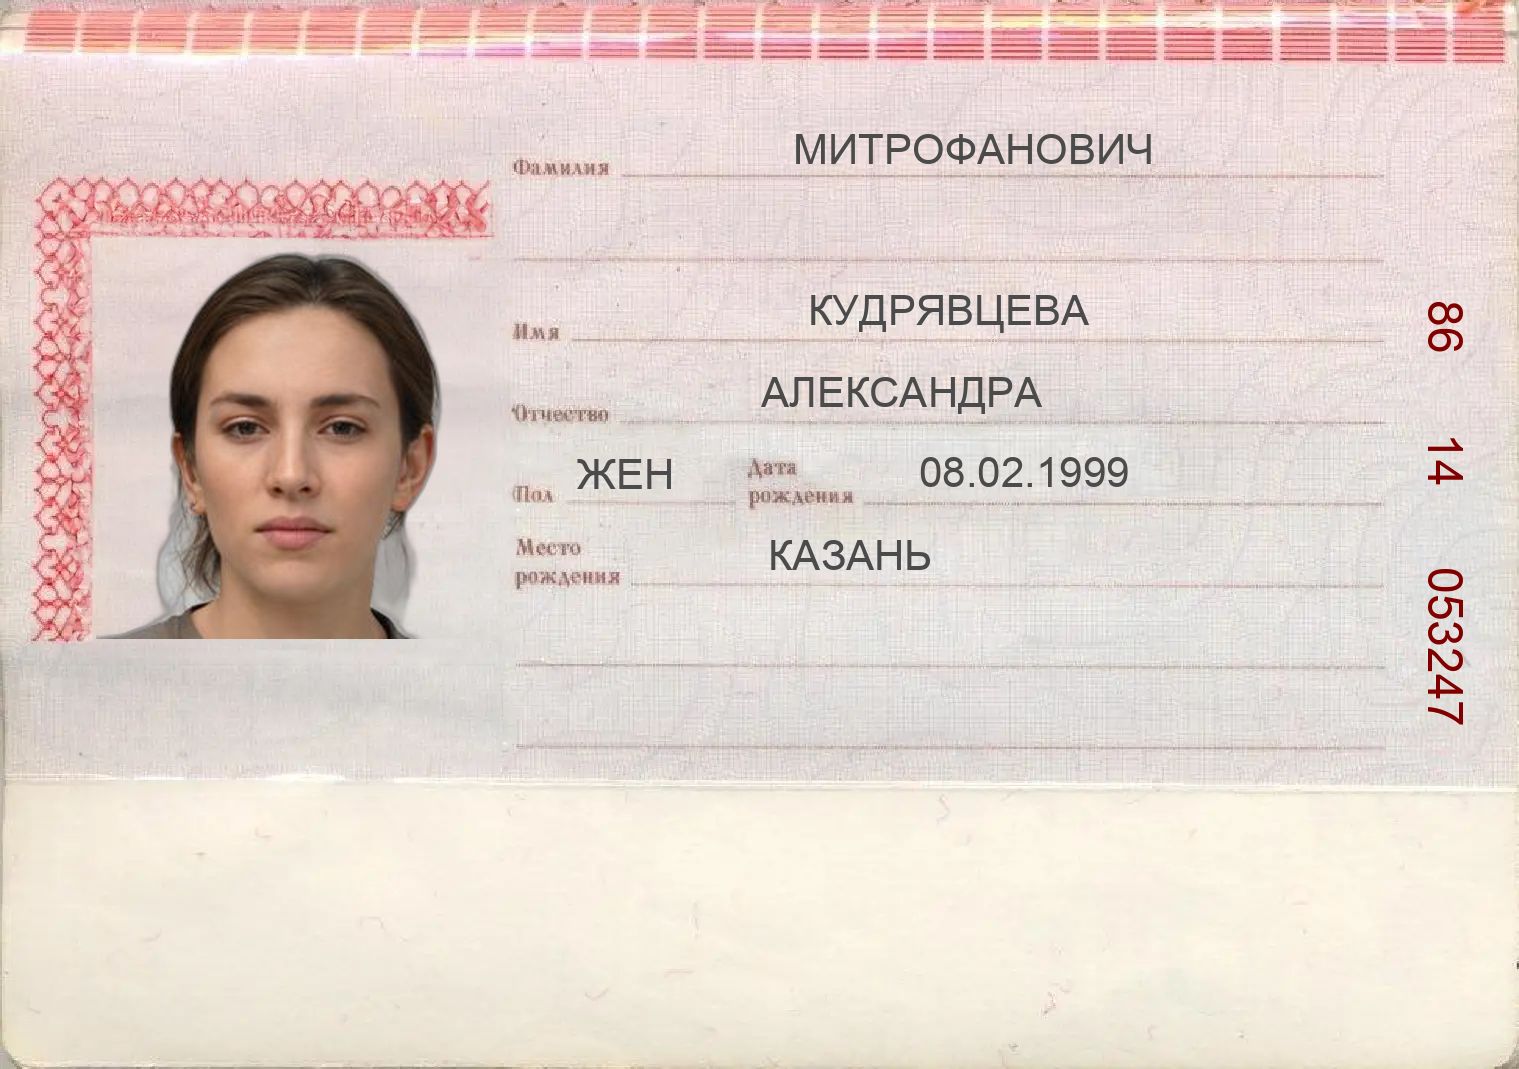 Фамилия МИТРОФАНОВИЧ
Имя КУДРЯВЦЕВА
Отчество АЛЕКСАНДРА
Пол ЖЕН Дата рождения 08.02.1999
Место рождения КАЗАНЬ
86 14 053247